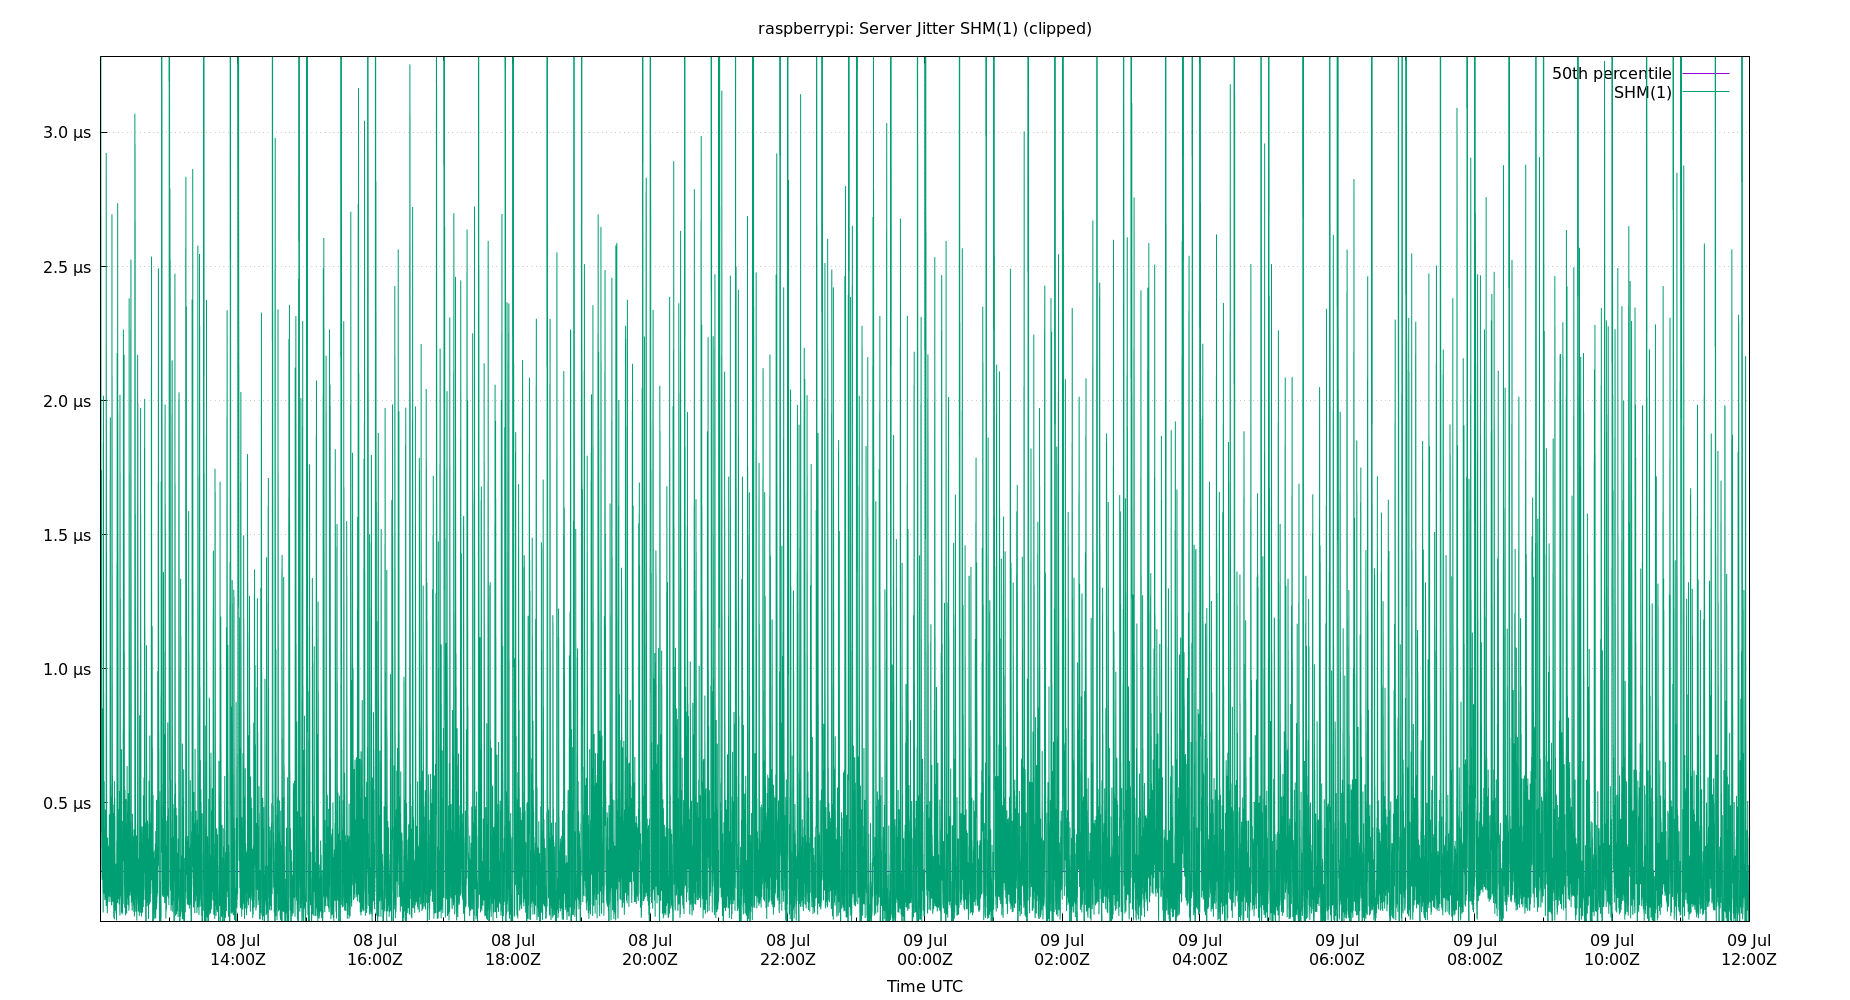 raspberrypi: Server Jitter SHM(1) (clipped)
50th percentile
SHM(1)
3.0 µs
2.5 µs
2.0 µs
1.5 µs
1.0 µs
0.5 µs
08 Jul 08 Jul 08 Jul 08 Jul 08 Jul 09 Jul 09 Jul 09 Jul 09 Jul 09 Jul 09 Jul 09 Jul
14:00Z 16:00Z 18:00Z 20:00Z 22:00Z 00:00Z 02:00Z 04:00Z 06:00Z 08:00Z 10:00Z 12:00Z
Time UTC